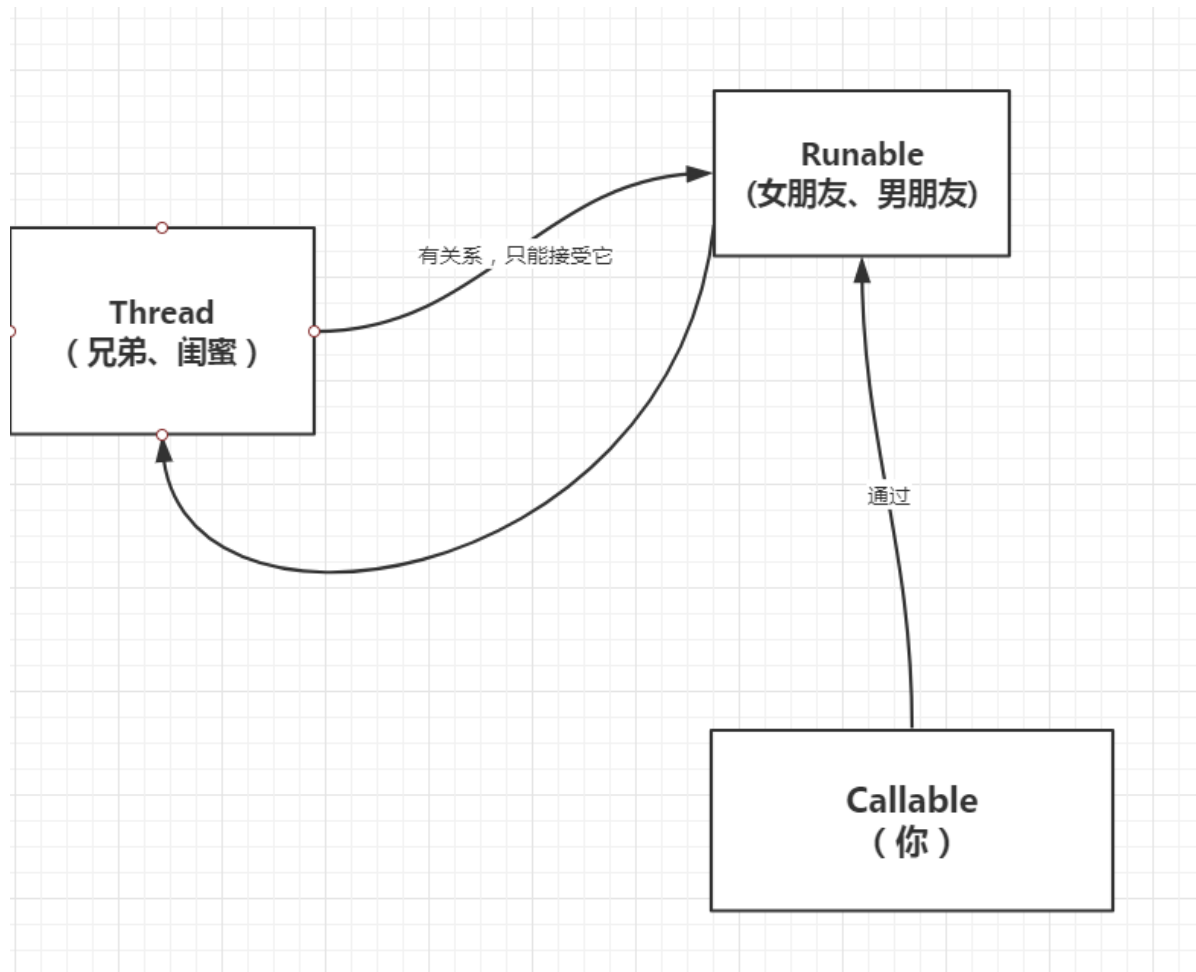 Runable
(女朋友、男朋友)
有关系，只能接受它
Thread
（兄弟、闺蜜）
通过
Callable
（你）